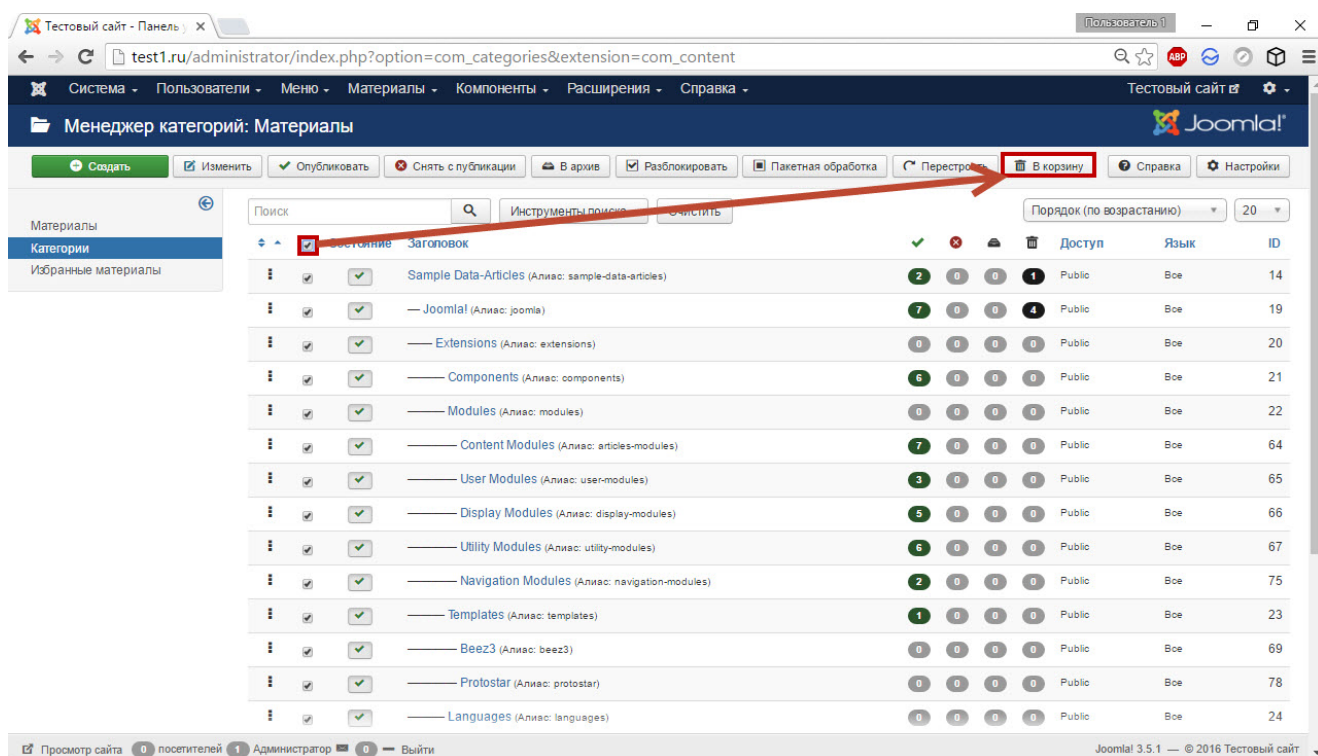 Тестовый сайт - Панель у
Пользователь 1
test1.ru/administrator/index.php?option=com_categories&extension=com_content
ABP
Система Пользователи Меню Материалы Компоненты Расширения Справка Тестовый сайт
Менеджер категорий: Материалы Joomla!
Создать Изменить Опубликовать Снять с публикации В архив Разблокировать Пакетная обработка Перестроить В корзину Справка Настройки
Поиск Инструменты поиска Очистить Порядок (по возрастанию) 20
Материалы
Категории
Избранные материалы
Состояние Заголовок Доступ Язык ID
Sample Data-Articles (Алиас: sample-data-articles) 2 0 0 1 Public Все 14
— Joomla! (Алиас: joomla) 7 0 0 4 Public Все 19
—— Extensions (Алиас: extensions) 0 0 0 0 Public Все 20
——— Components (Алиас: components) 6 0 0 0 Public Все 21
——— Modules (Алиас: modules) 0 0 0 0 Public Все 22
———— Content Modules (Алиас: articles-modules) 7 0 0 0 Public Все 64
———— User Modules (Алиас: user-modules) 3 0 0 0 Public Все 65
———— Display Modules (Алиас: display-modules) 5 0 0 0 Public Все 66
———— Utility Modules (Алиас: utility-modules) 6 0 0 0 Public Все 67
———— Navigation Modules (Алиас: navigation-modules) 2 0 0 0 Public Все 75
——— Templates (Алиас: templates) 1 0 0 0 Public Все 23
———— Beez3 (Алиас: beez3) 0 0 0 0 Public Все 69
———— Protostar (Алиас: protostar) 0 0 0 0 Public Все 78
——— Languages (Алиас: languages) 0 0 0 0 Public Все 24
Просмотр сайта 0 посетителей 1 Администратор 0 Выйти Joomla! 3.5.1 — © 2016 Тестовый сайт